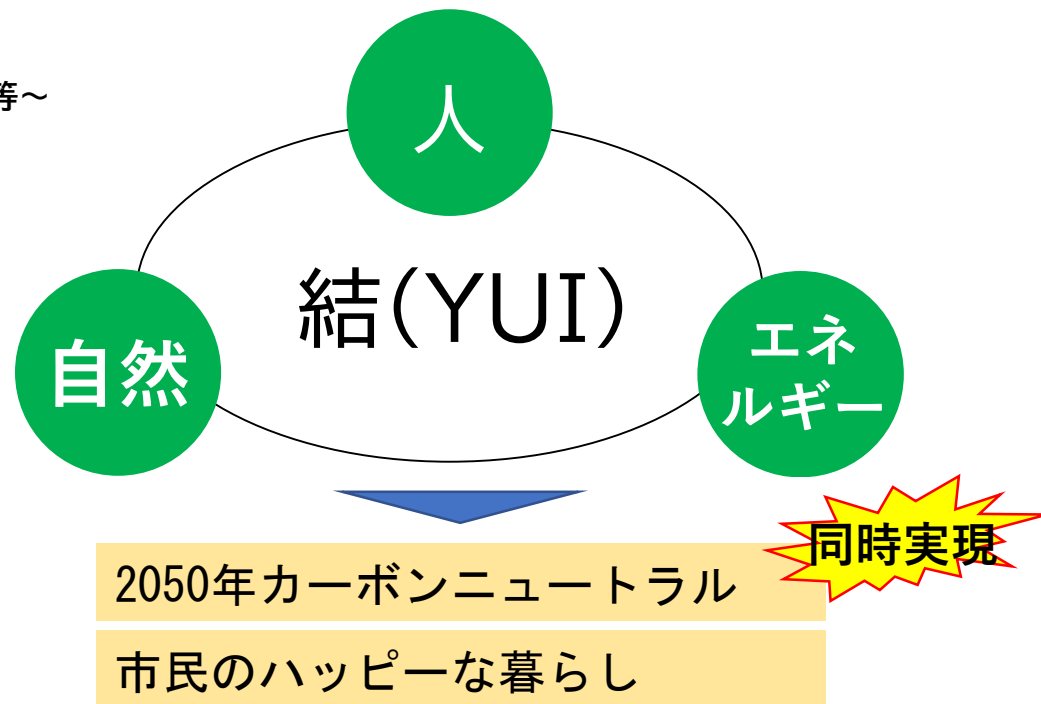 等～
人
結(YUI)
自然
エネ
ルギー
同時実現
2050年カーボンニュートラル
市民のハッピーな暮らし